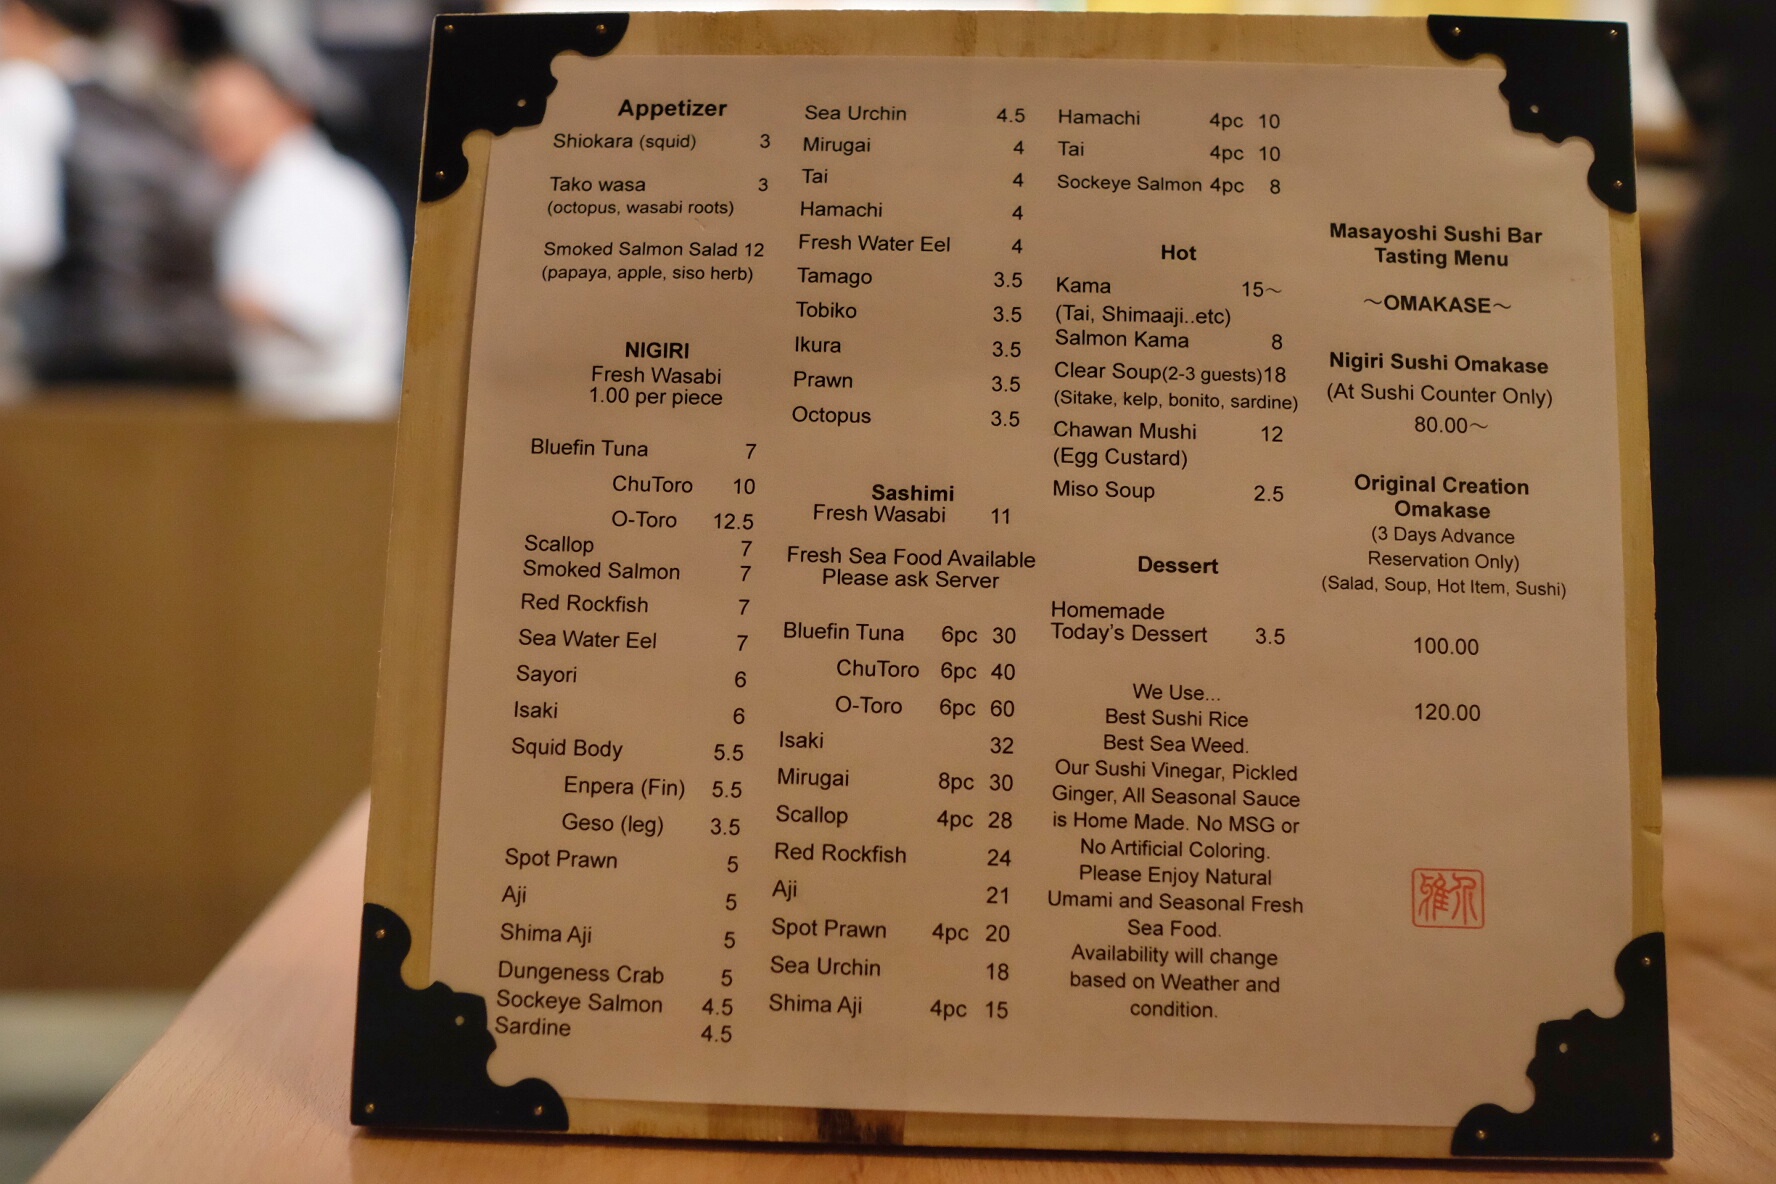 Appetizer
Shiokara (squid) 3
Tako wasa 3
(octopus, wasabi roots)
Smoked Salmon Salad 12
(papaya, apple, siso herb)
NIGIRI
Fresh Wasabi
1.00 per piece
Bluefin Tuna 7
ChuToro 10
O-Toro 12.5
Scallop 7
Smoked Salmon 7
Red Rockfish 7
Sea Water Eel 7
Sayori 6
Isaki 6
Squid Body 5.5
Enpera (Fin) 5.5
Geso (leg) 3.5
Spot Prawn 5
Aji 5
Shima Aji 5
Dungeness Crab 5
Sockeye Salmon 4.5
Sardine 4.5
Sea Urchin 4.5
Mirugai 4
Tai 4
Hamachi 4
Fresh Water Eel 4
Tamago 3.5
Tobiko 3.5
Ikura 3.5
Prawn 3.5
Octopus 3.5
Sashimi
Fresh Wasabi 11
Fresh Sea Food Available
Please ask Server
Bluefin Tuna 6pc 30
ChuToro 6pc 40
O-Toro 6pc 60
Isaki 32
Mirugai 8pc 30
Scallop 4pc 28
Red Rockfish 24
Aji 21
Spot Prawn 4pc 20
Sea Urchin 18
Shima Aji 4pc 15
Hamachi 4pc 10
Tai 4pc 10
Sockeye Salmon 4pc 8
Hot
Kama 15～
(Tai, Shimaaji..etc)
Salmon Kama 8
Clear Soup(2-3 guests)18
(Sitake, kelp, bonito, sardine)
Chawan Mushi 12
(Egg Custard)
Miso Soup 2.5
Dessert
Homemade
Today's Dessert 3.5
We Use...
Best Sushi Rice
Best Sea Weed.
Our Sushi Vinegar, Pickled
Ginger, All Seasonal Sauce
is Home Made. No MSG or
No Artificial Coloring.
Please Enjoy Natural
Umami and Seasonal Fresh
Sea Food.
Availability will change
based on Weather and
condition.
Masayoshi Sushi Bar
Tasting Menu
～OMAKASE～
Nigiri Sushi Omakase
(At Sushi Counter Only)
80.00～
Original Creation
Omakase
(3 Days Advance
Reservation Only)
(Salad, Soup, Hot Item, Sushi)
100.00
120.00